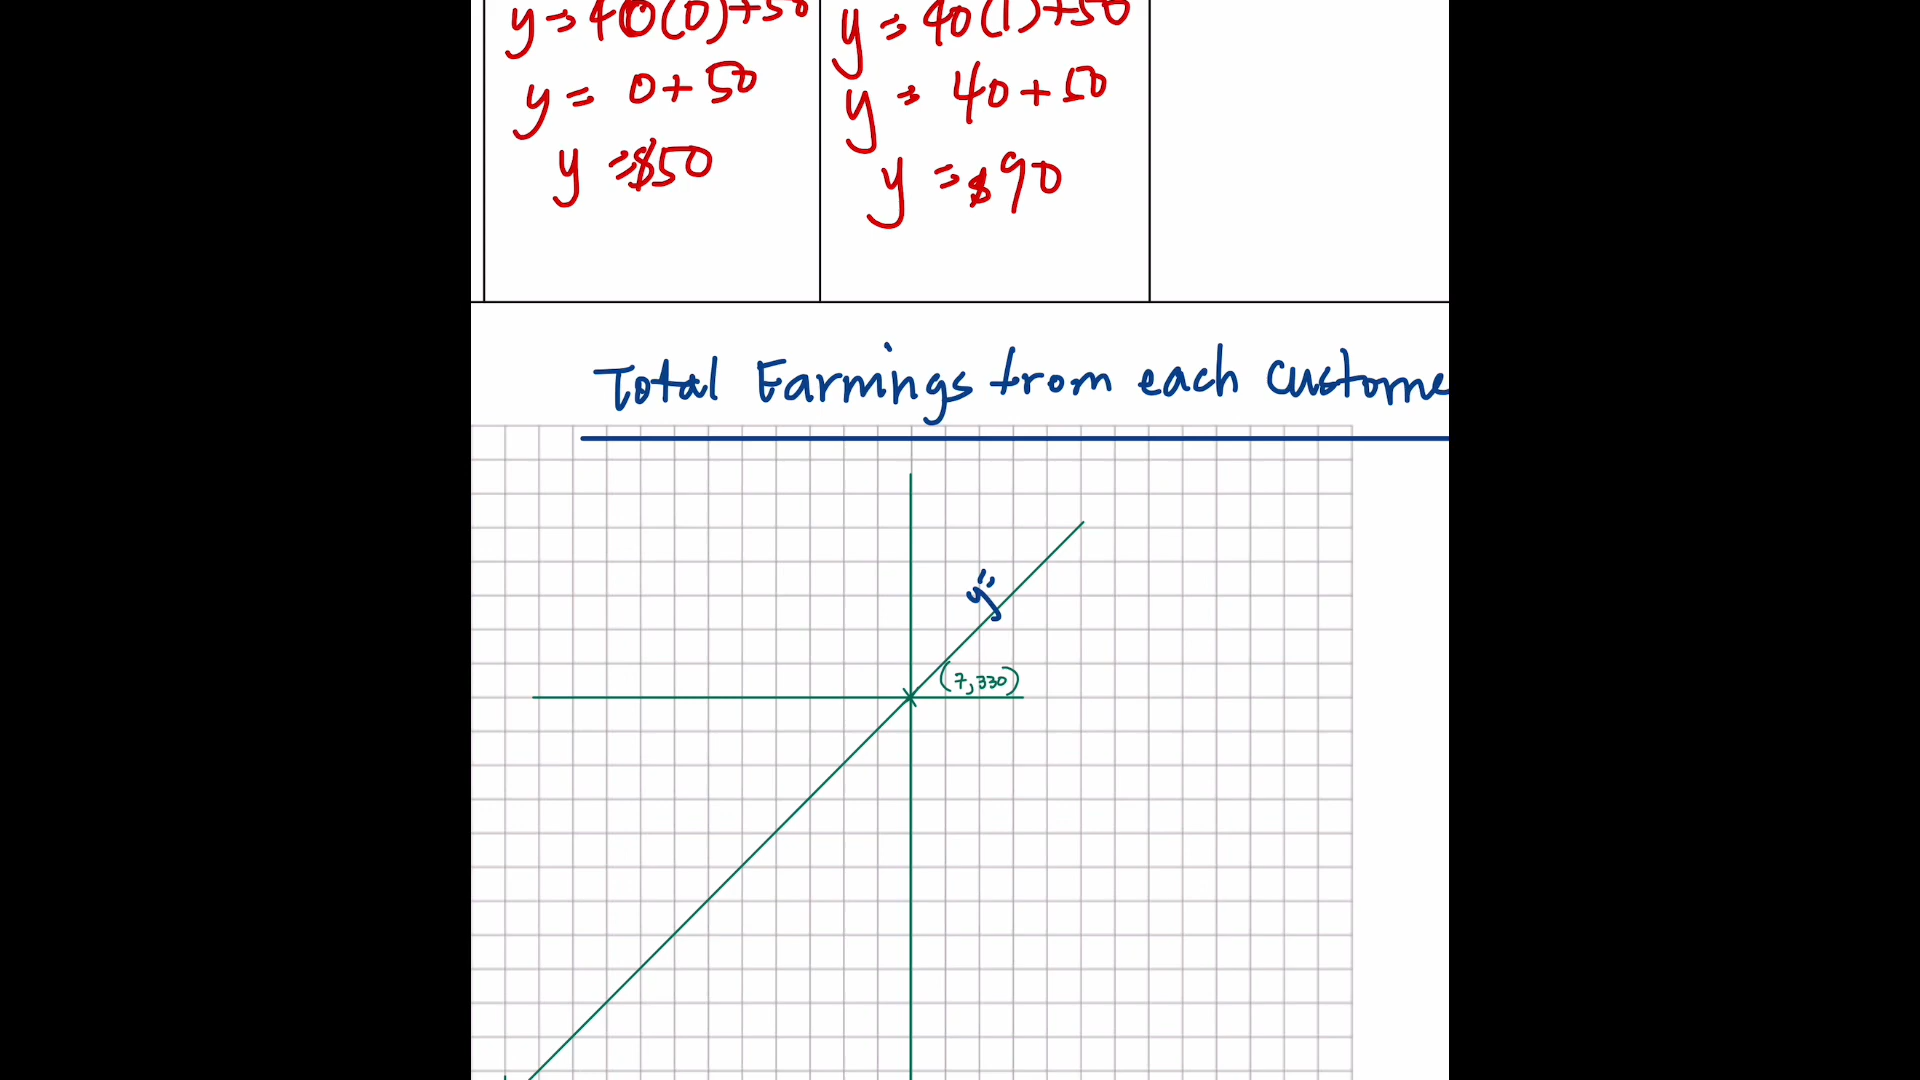 y = 40(0)+50
y = 0+50
y = $50
y = 40(1)+50
y = 40+50
y = $90
Total Earnings from each custome
y"
(7,330)